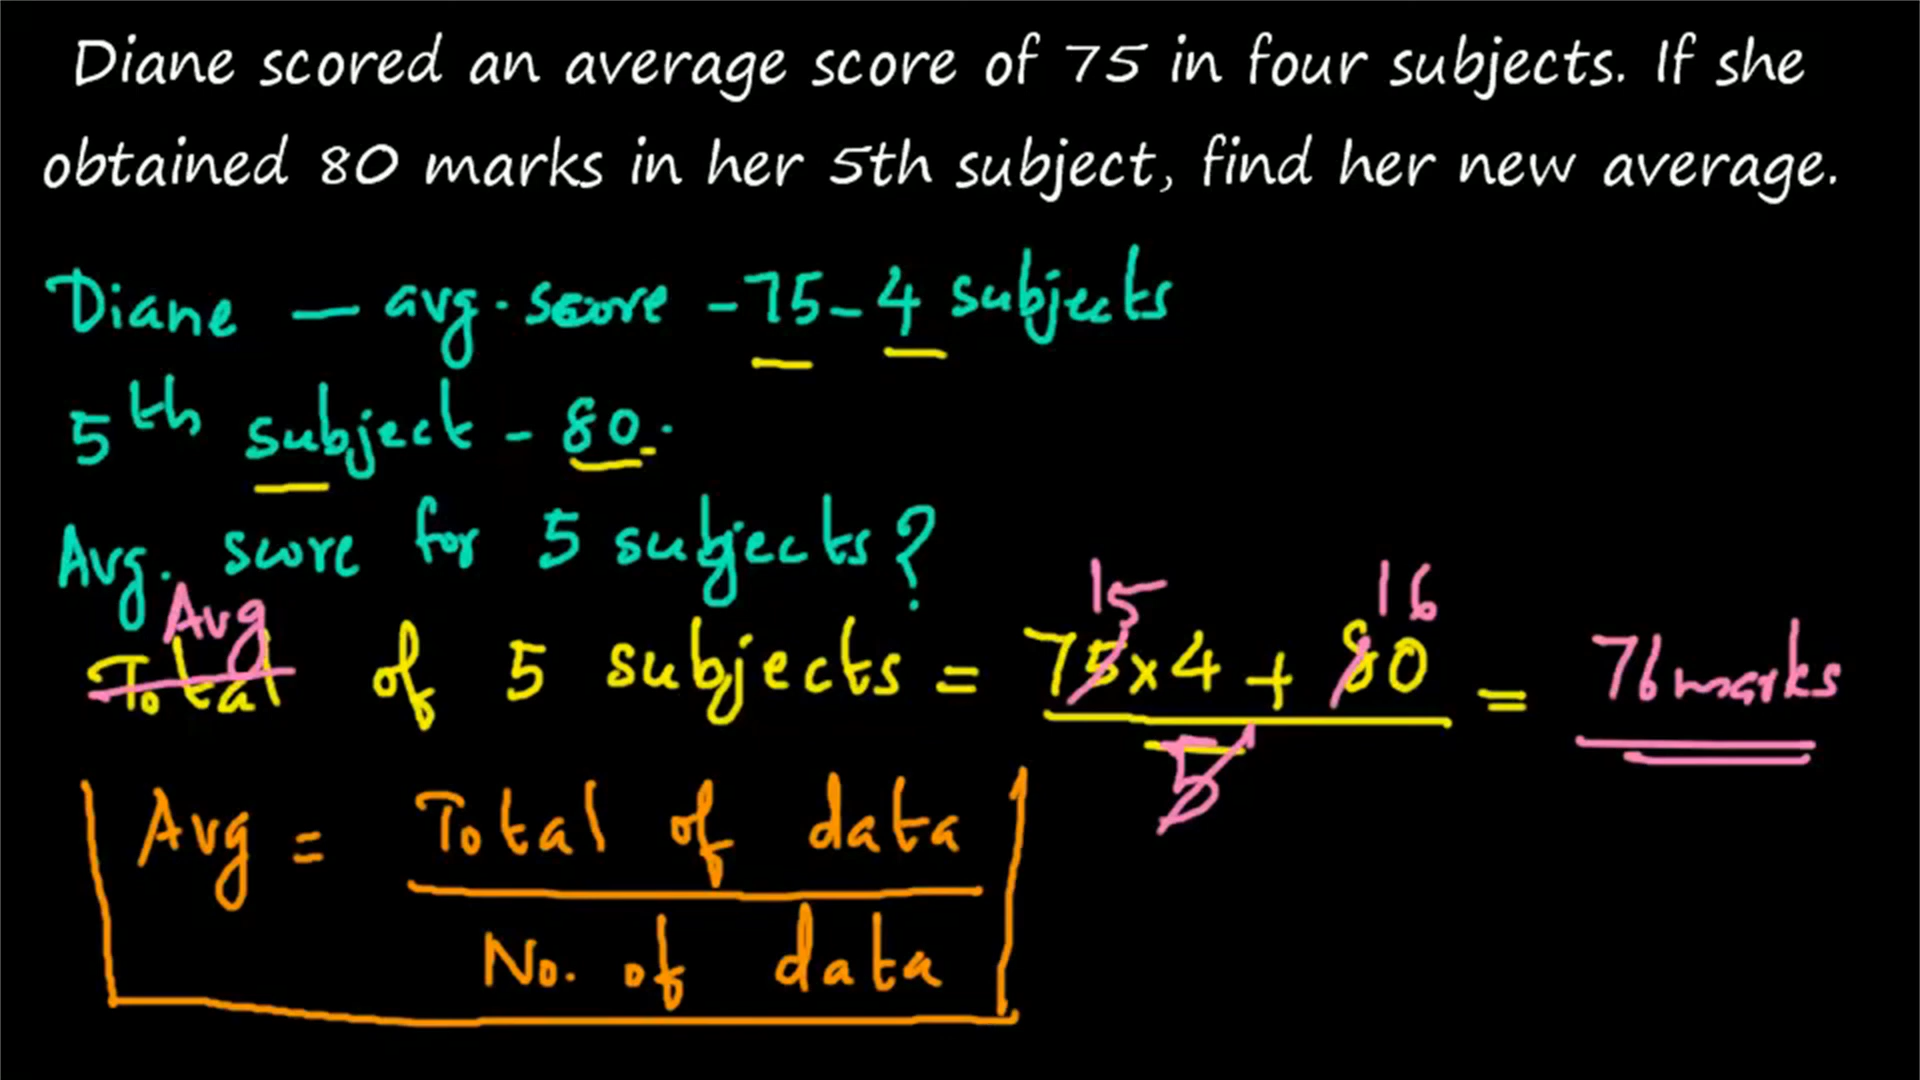 Diane scored an average score of 75 in four subjects. If she
obtained 80 marks in her 5th subject, find her new average.
Diane — avg. score - 75 - 4 subjects
5th subject - 80.
Avg. score for 5 subjects?
Avg
15 16
Total of 5 subjects = 75 x 4 + 80 = 76 marks
5
Avg = Total of data
No. of data